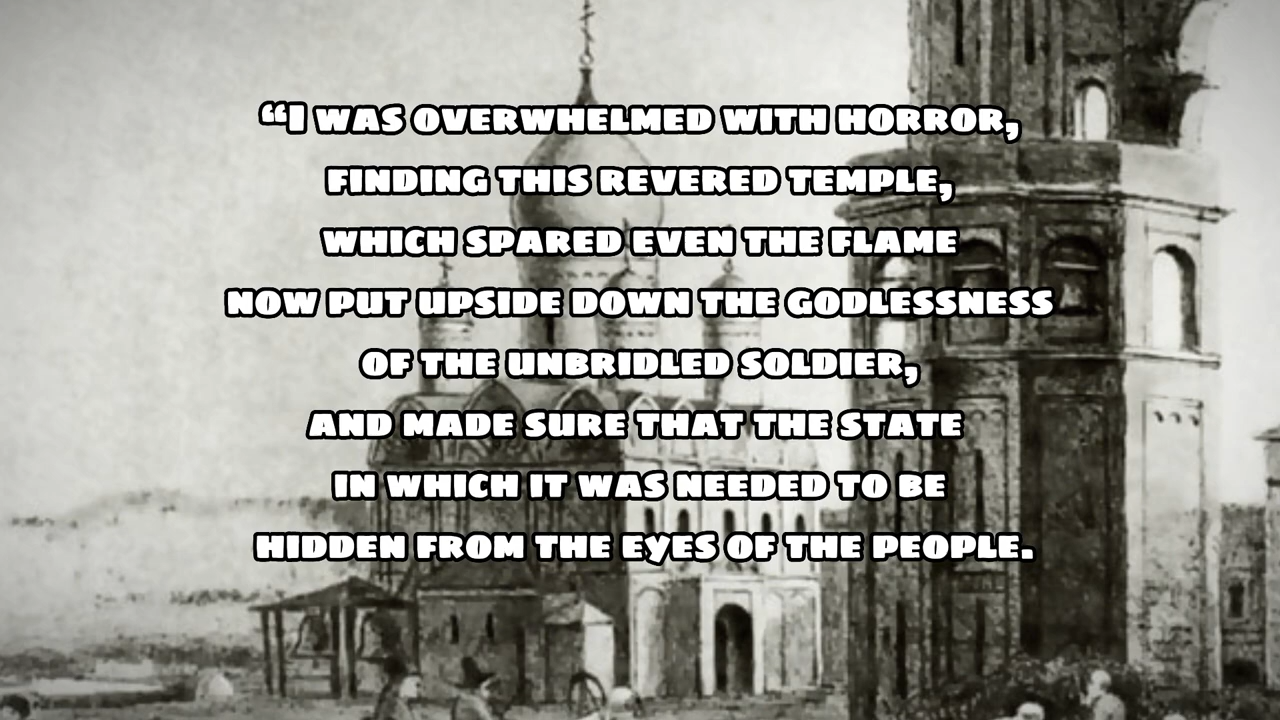 “I WAS OVERWHELMED WITH HORROR,
FINDING THIS REVERED TEMPLE,
WHICH SPARED EVEN THE FLAME
NOW PUT UPSIDE DOWN THE GODLESSNESS
OF THE UNBRIDLED SOLDIER,
AND MADE SURE THAT THE STATE
IN WHICH IT WAS NEEDED TO BE
HIDDEN FROM THE EYES OF THE PEOPLE.